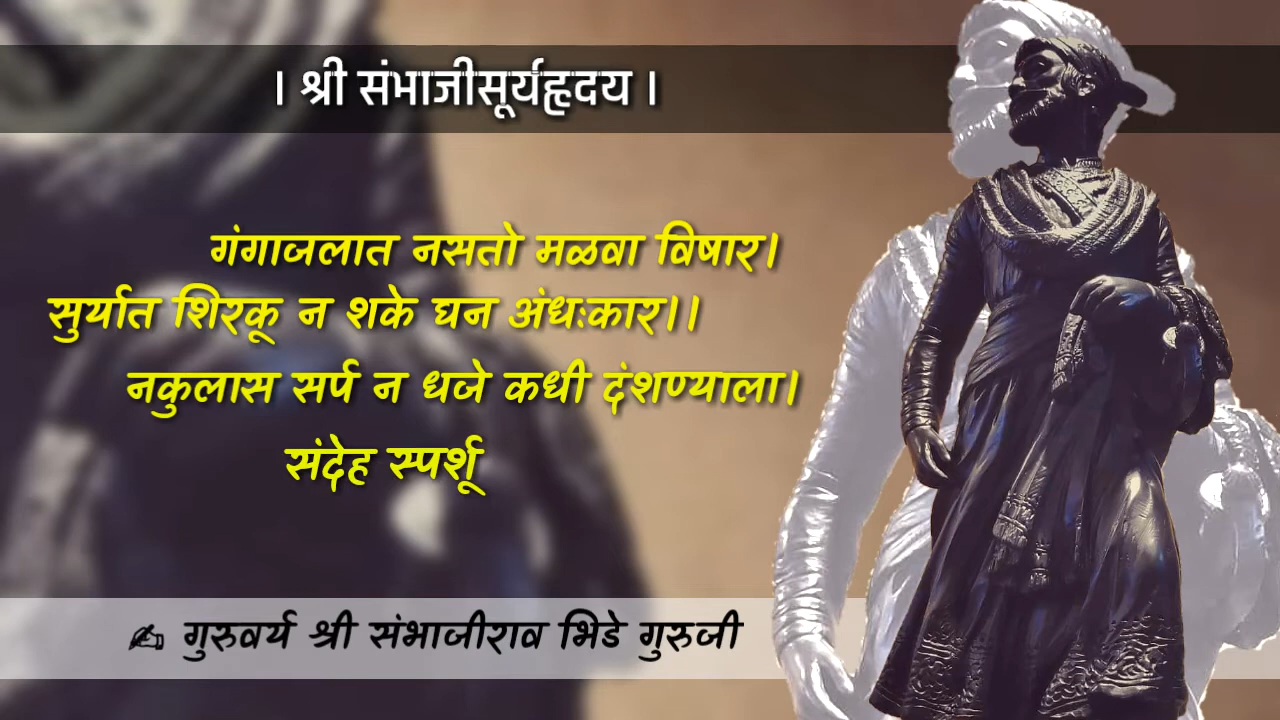 । श्री संभाजीसूर्यहृदय ।
गंगाजलात नसतो मळवा विषार।
सुर्यात शिरकू न शके घन अंधःकार।।
नकुलास सर्प न धजे कधी दंशण्याला।
संदेह स्पर्शू
✍ गुरुवर्य श्री संभाजीराव भिडे गुरुजी